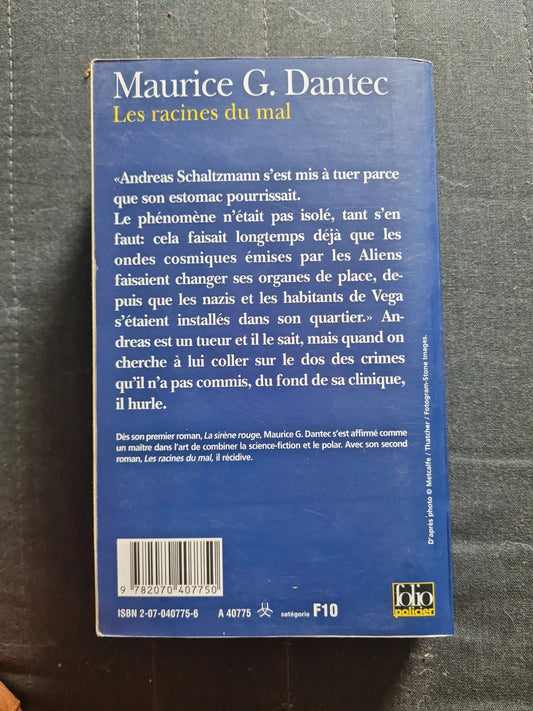 Maurice G. Dantec
Les racines du mal
«Andreas Schaltzmann s'est mis à tuer parce
que son estomac pourrissait.
Le phénomène n'était pas isolé, tant s'en
faut: cela faisait longtemps déjà que les
ondes cosmiques émises par les Aliens
faisaient changer ses organes de place, de-
puis que les nazis et les habitants de Vega
s'étaient installés dans son quartier.» An-
dreas est un tueur et il le sait, mais quand on
cherche à lui coller sur le dos des crimes
qu'il n'a pas commis, du fond de sa clinique,
il hurle.
Dès son premier roman, La sirène rouge, Maurice G. Dantec s'est affirmé comme
un maître dans l'art de combiner la science-fiction et le polar. Avec son second
roman, Les racines du mal, il récidive.
D'après photo © Metcalfe / Thatcher / Fotogram-Stone Images.
9 782070 407750
ISBN 2-07-040775-6
A 40775
catégorie F10
folio
policier